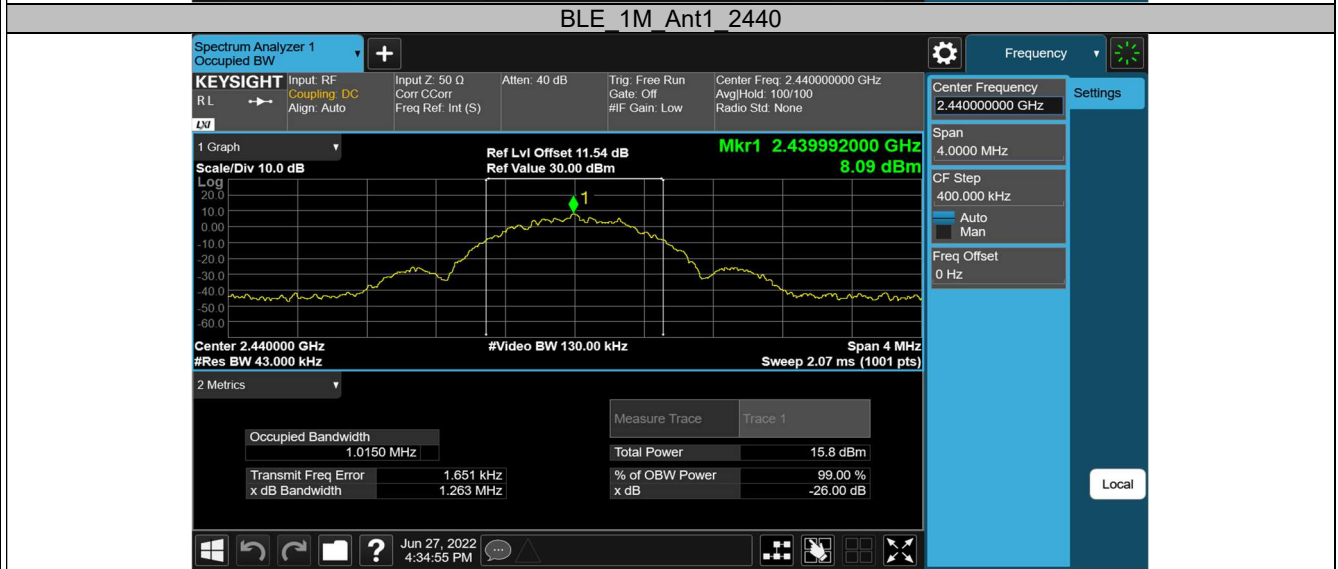 BLE_1M_Ant1_2440
Spectrum Analyzer 1
Occupied BW
Frequency
KEYSIGHT
R L
LXI
Input: RF
Coupling: DC
Align: Auto
Input Z: 50 Ω
Corr CCorr
Freq Ref: Int (S)
Atten: 40 dB
Trig: Free Run
Gate: Off
#IF Gain: Low
Center Freq: 2.440000000 GHz
Avg|Hold: 100/100
Radio Std: None
Center Frequency
2.440000000 GHz
Settings
Span
4.0000 MHz
CF Step
400.000 kHz
Auto
Man
Freq Offset
0 Hz
Local
1 Graph
Scale/Div 10.0 dB
Ref Lvl Offset 11.54 dB
Ref Value 30.00 dBm
Mkr1 2.439992000 GHz
8.09 dBm
Log
20.0
10.0
0.00
-10.0
-20.0
-30.0
-40.0
-50.0
-60.0
1
Center 2.440000 GHz
#Res BW 43.000 kHz
#Video BW 130.00 kHz
Span 4 MHz
Sweep 2.07 ms (1001 pts)
2 Metrics
Measure Trace Trace 1
Occupied Bandwidth
1.0150 MHz
Total Power 15.8 dBm
Transmit Freq Error 1.651 kHz
% of OBW Power 99.00 %
x dB Bandwidth 1.263 MHz
x dB -26.00 dB
Jun 27, 2022
4:34:55 PM